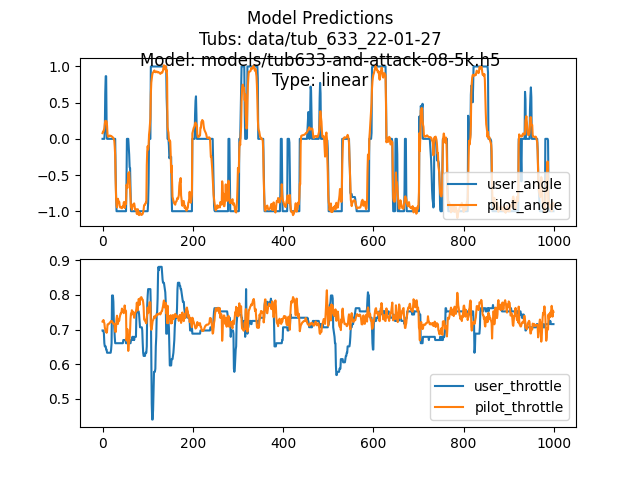 Model Predictions
Tubs: data/tub_633_22-01-27
Model: models/tub633-and-attack-08-5k.h5
Type: linear
1.0
0.5
0.0
−0.5
−1.0
user_angle
pilot_angle
0 200 400 600 800 1000
0.9
0.8
0.7
0.6
0.5
user_throttle
pilot_throttle
0 200 400 600 800 1000